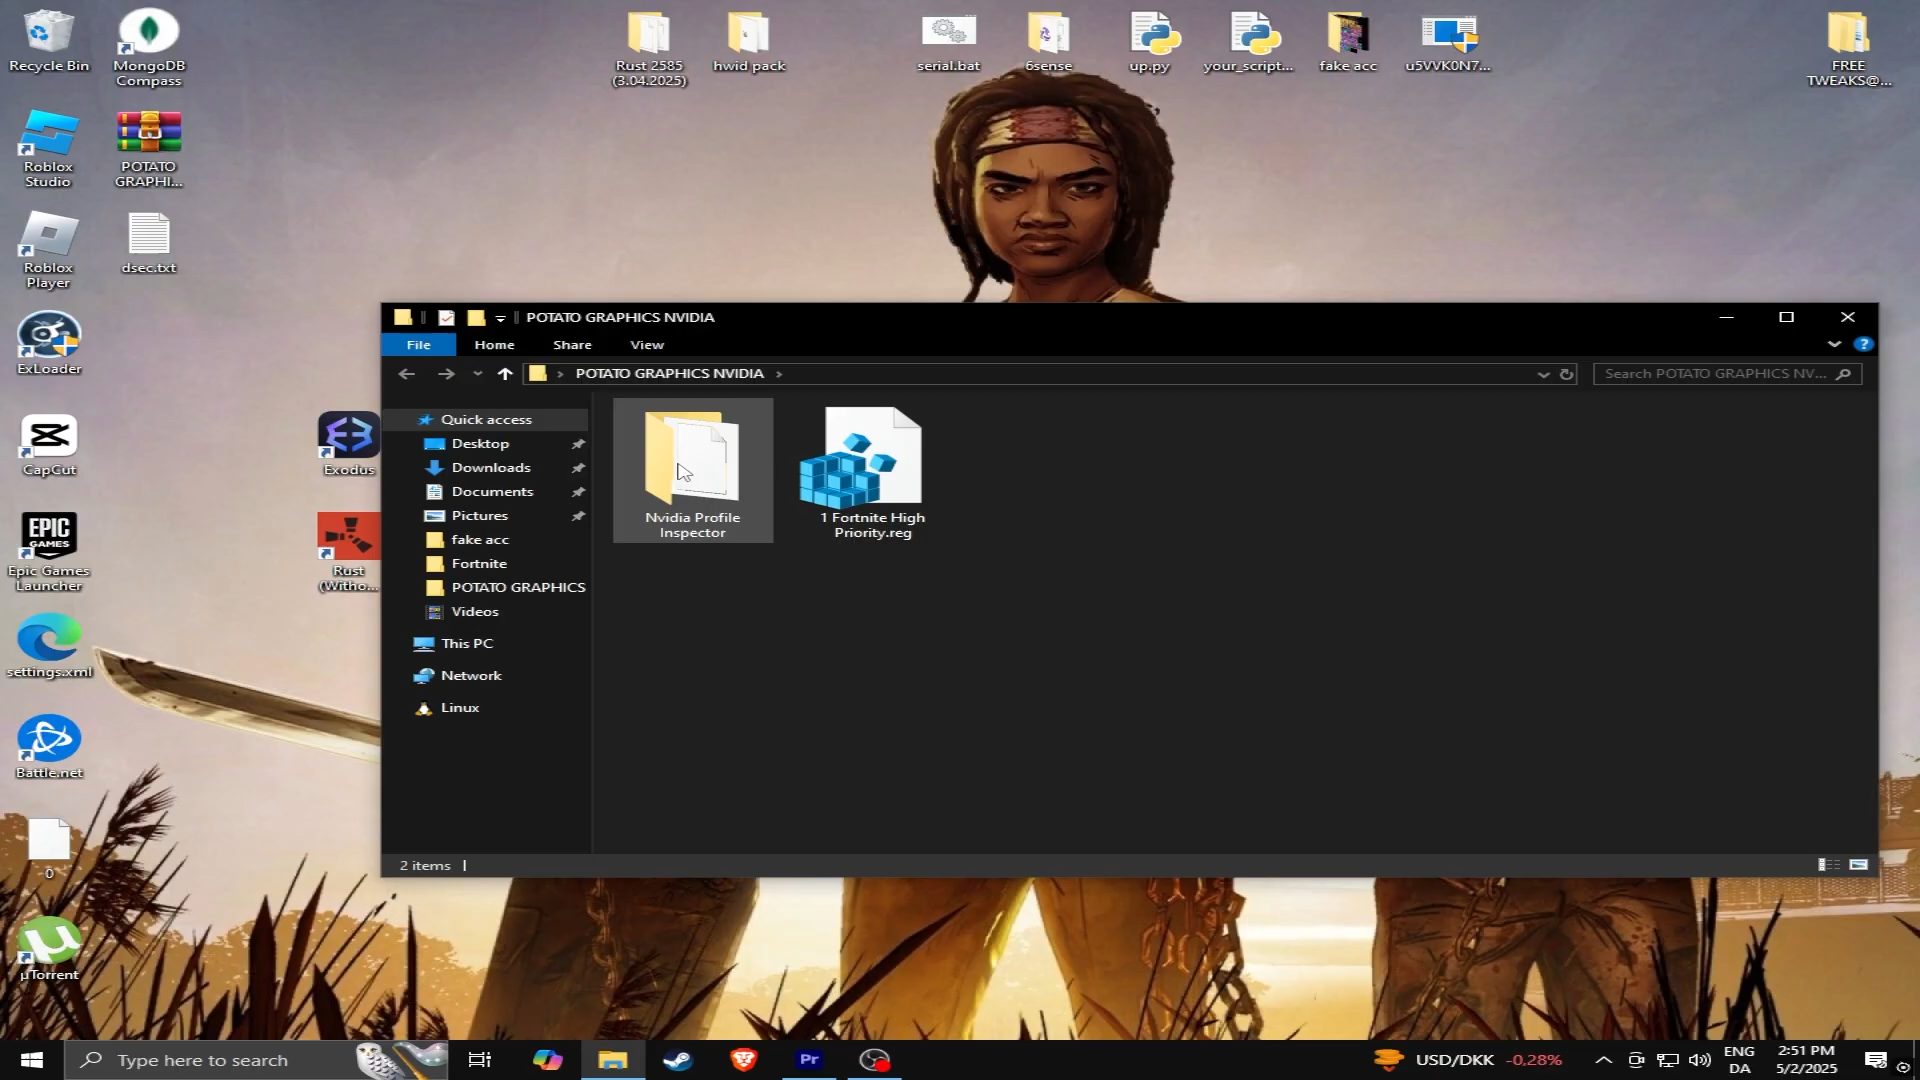 Recycle Bin
MongoDB
Compass
Rust 2585
(3.04.2025)
hwid pack
serial.bat
6sense
up.py
your_script...
fake acc
u5VVK0N7...
FREE
TWEAKS@...
Roblox
Studio
POTATO
GRAPHI...
Roblox
Player
dsec.txt
ExLoader
CapCut
Exodus
EPIC
GAMES
Epic Games
Launcher
Rust
(Witho...
settings.xml
Battle.net
0
µTorrent
POTATO GRAPHICS NVIDIA
File
Home
Share
View
POTATO GRAPHICS NVIDIA
Search POTATO GRAPHICS NV...
Quick access
Desktop
Downloads
Documents
Pictures
fake acc
Fortnite
POTATO GRAPHICS
Videos
This PC
Network
Linux
Nvidia Profile
Inspector
1 Fortnite High
Priority.reg
2 items
Type here to search
Pr
USD/DKK -0,28%
ENG
DA
2:51 PM
5/2/2025